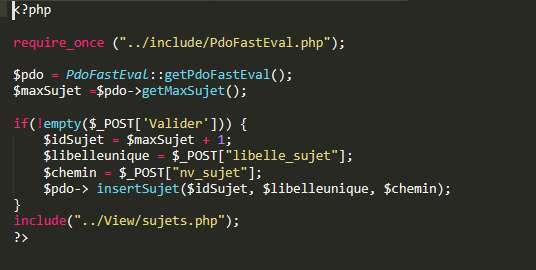 <?php
require_once ("../include/PdoFastEval.php");
$pdo = PdoFastEval::getPdoFastEval();
$maxSujet =$pdo->getMaxSujet();
if(!empty($_POST['Valider'])) {
    $idSujet = $maxSujet + 1;
    $libelleunique = $_POST["libelle_sujet"];
    $chemin = $_POST["nv_sujet"];
    $pdo-> insertSujet($idSujet, $libelleunique, $chemin);
}
include("../View/sujets.php");
?>